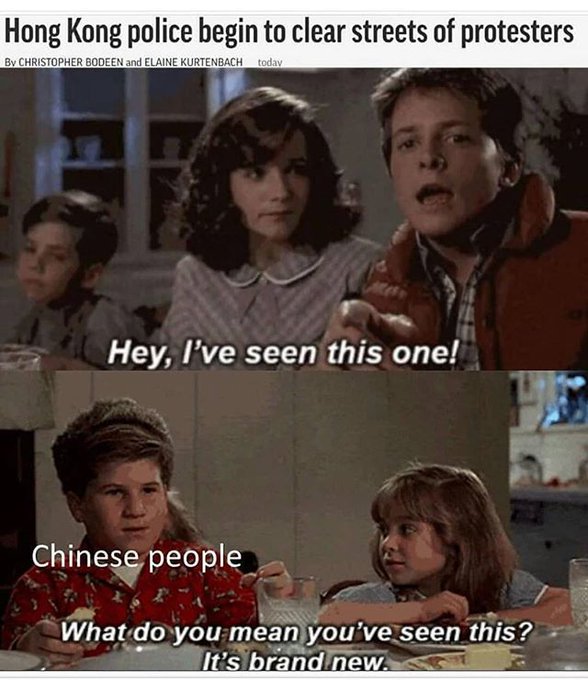 Hong Kong police begin to clear streets of protesters
By CHRISTOPHER BODEEN and ELAINE KURTENBACH today
Hey, I've seen this one!
Chinese people
What do you mean you've seen this?
It's brand new.